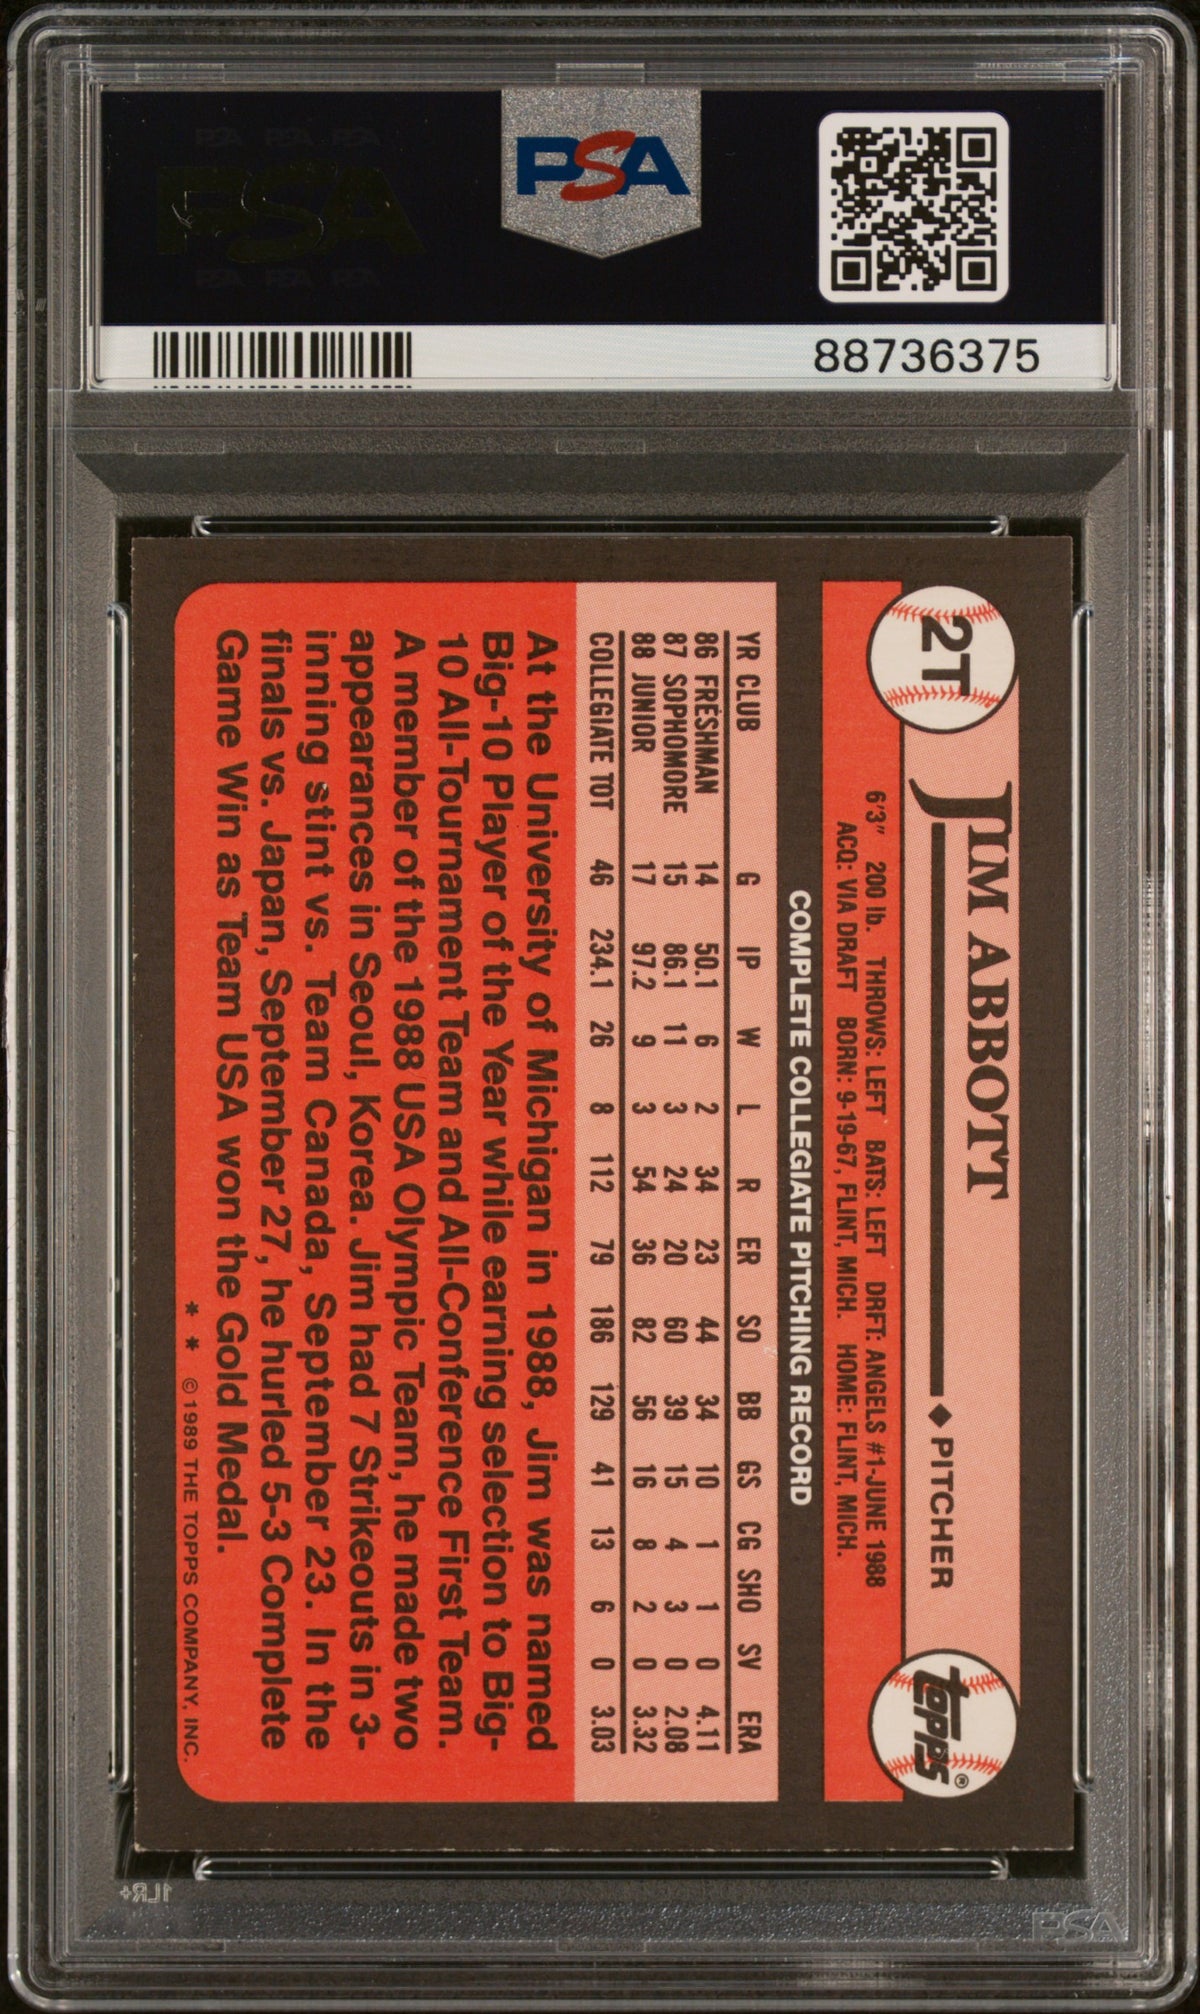 PSA PSA PSA
PSA
PSA PSA PSA
PSA
88736375
2T
JIM ABBOTT
◆ PITCHER
topps®
6'3" 200 lb. THROWS: LEFT BATS: LEFT DRFT: ANGELS #1-JUNE 1988
ACQ: VIA DRAFT BORN: 9-19-67, FLINT, MICH. HOME: FLINT, MICH.
COMPLETE COLLEGIATE PITCHING RECORD
YR CLUB G IP W L R ER SO BB GS CG SHO SV ERA
86 FRESHMAN 14 50.1 6 2 34 23 44 34 10 1 1 0 4.11
87 SOPHOMORE 15 86.1 11 3 24 20 60 39 15 4 3 0 2.08
88 JUNIOR 17 97.2 9 3 54 36 82 56 16 8 2 0 3.32
COLLEGIATE TOT 46 234.1 26 8 112 79 186 129 41 13 6 0 3.03
At the University of Michigan in 1988, Jim was named
Big-10 Player of the Year while earning selection to Big-
10 All-Tournament Team and All-Conference First Team.
A member of the 1988 USA Olympic Team, he made two
appearances in Seoul, Korea. Jim had 7 Strikeouts in 3-
inning stint vs. Team Canada, September 23. In the
finals vs. Japan, September 27, he hurled 5-3 Complete
Game Win as Team USA won the Gold Medal.
* * © 1989 THE TOPPS COMPANY, INC.
1LR+
PSA